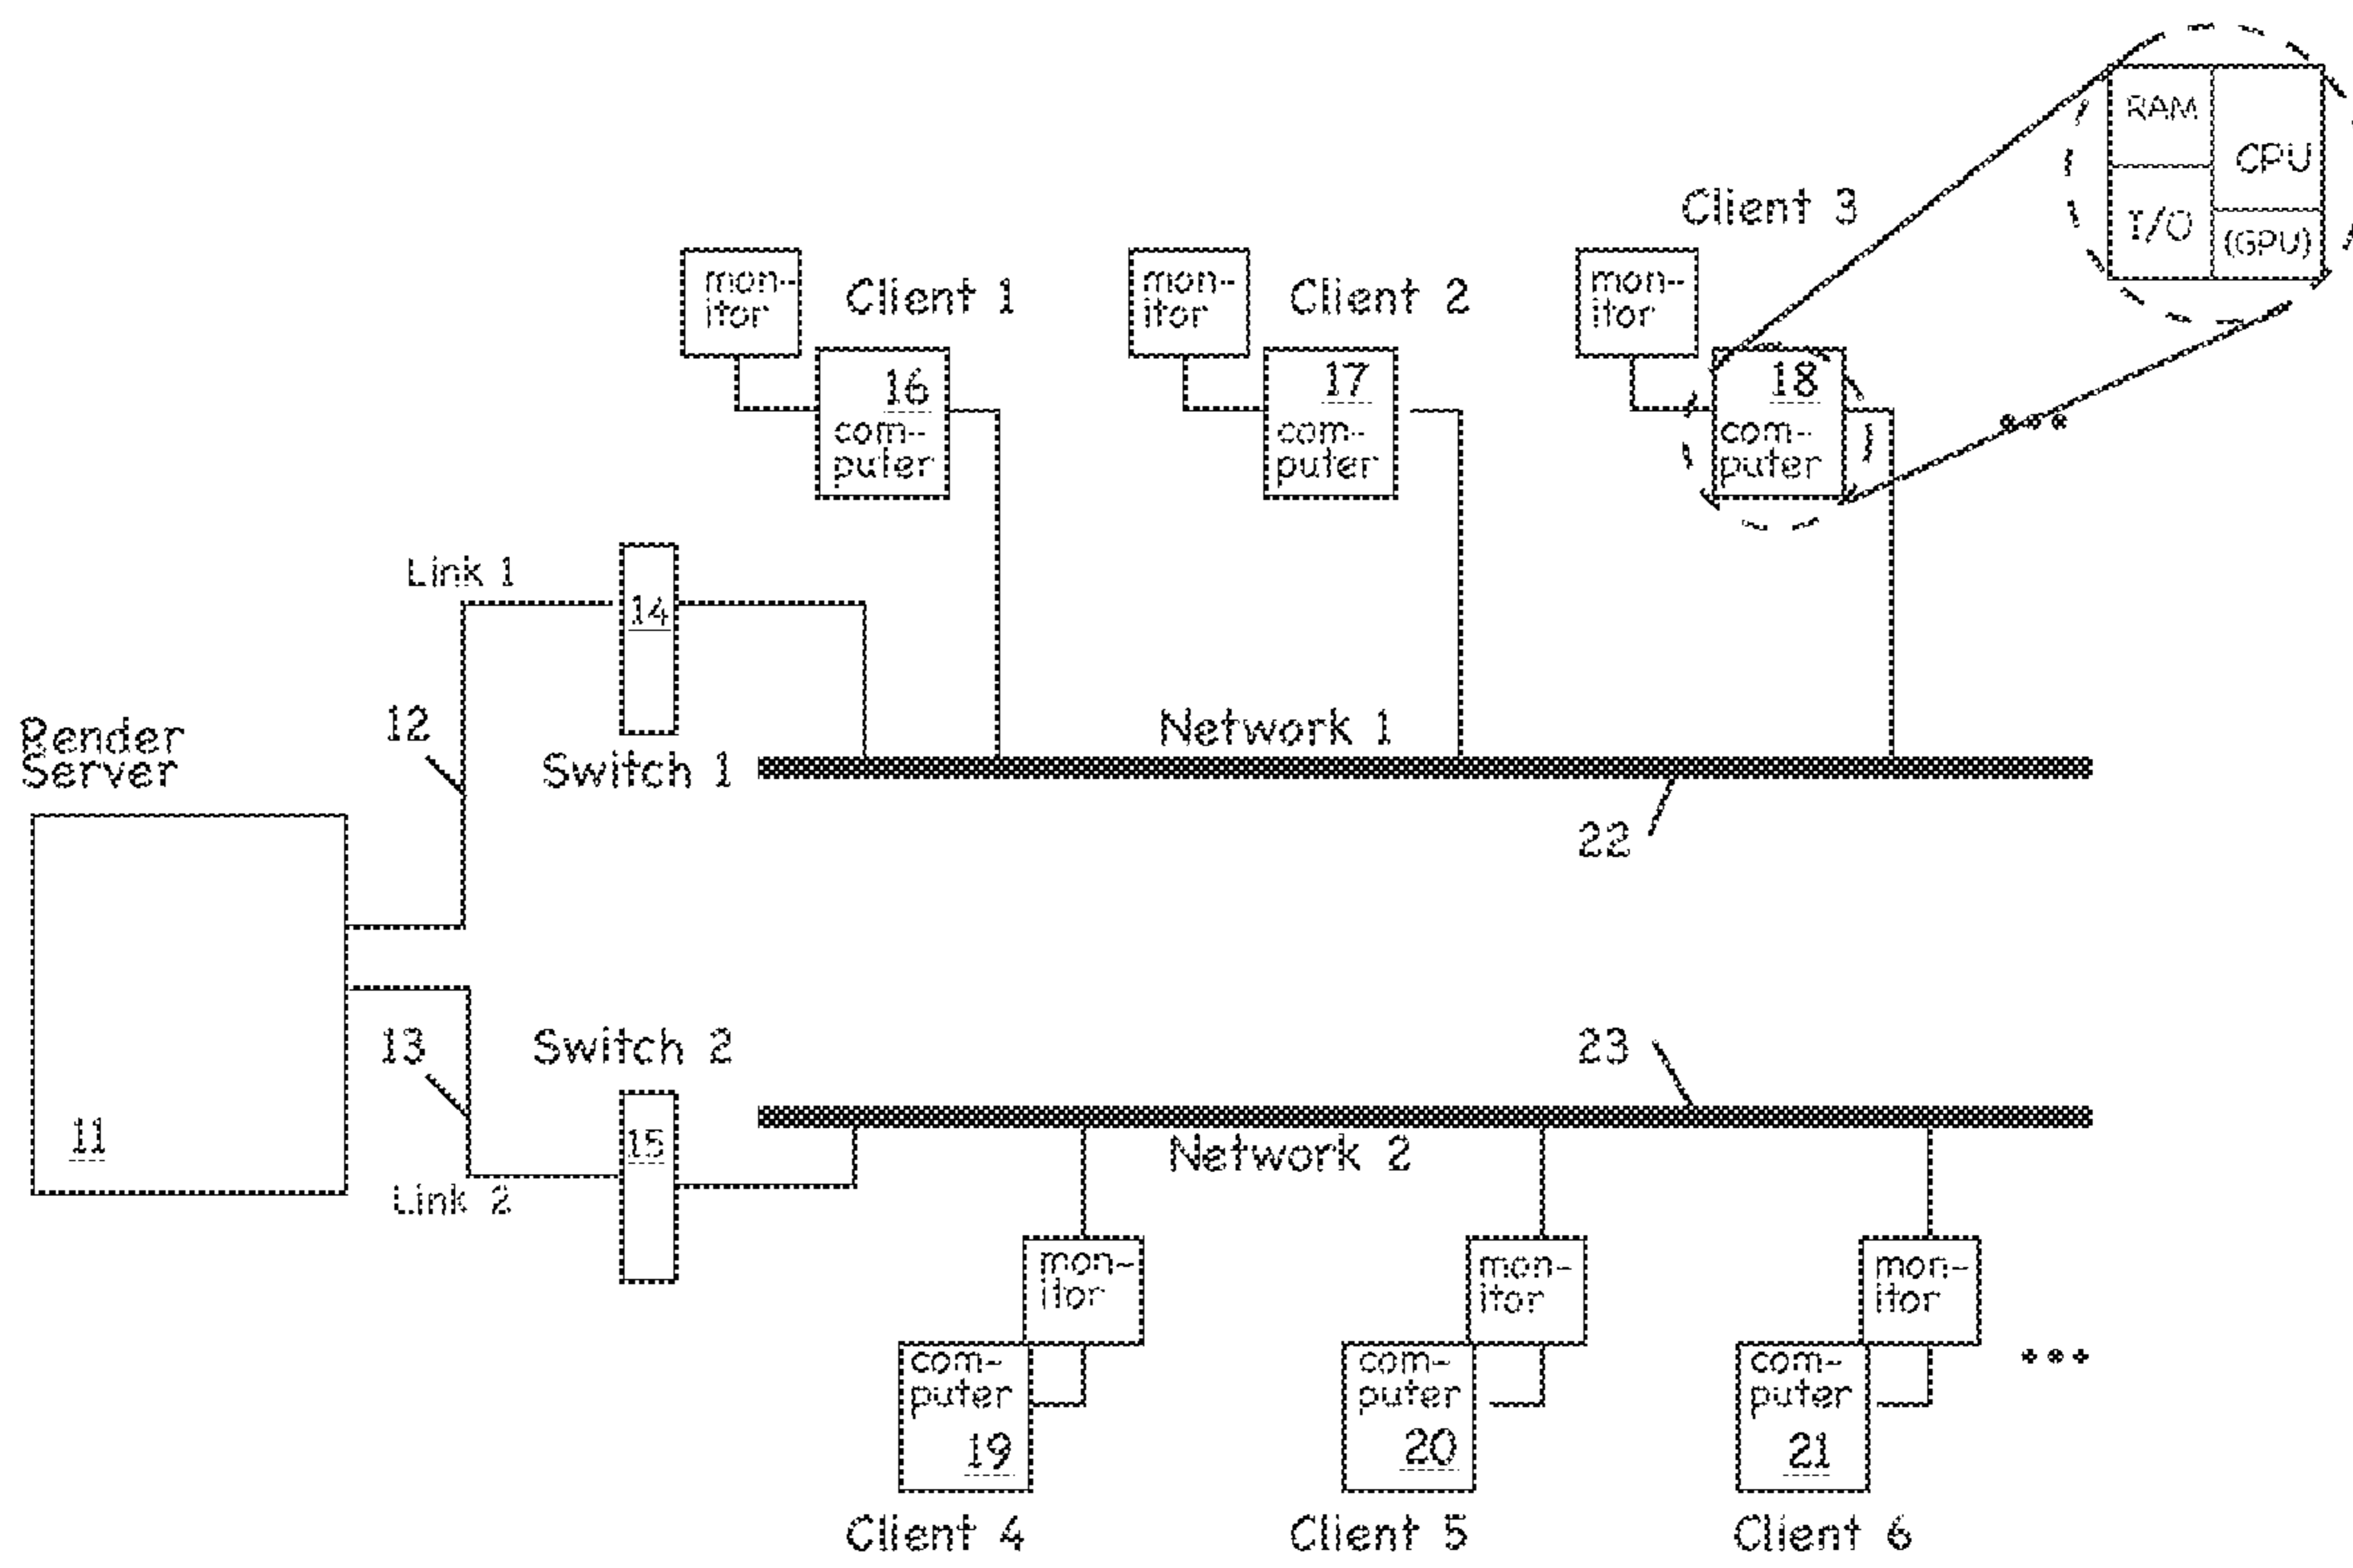 RAM
CPU
I/O
(GPU)
Client 3
mon-
itor
Client 1
mon-
itor
Client 2
mon-
itor
16
com-
puter
17
com-
puter
18
com-
puter
•••
Link 1
14
12
Switch 1
Network 1
22
Render
Server
11
13
Switch 2
15
Link 2
23
Network 2
mon-
itor
mon-
itor
mon-
itor
com-
puter
19
com-
puter
20
com-
puter
21
•••
Client 4
Client 5
Client 6